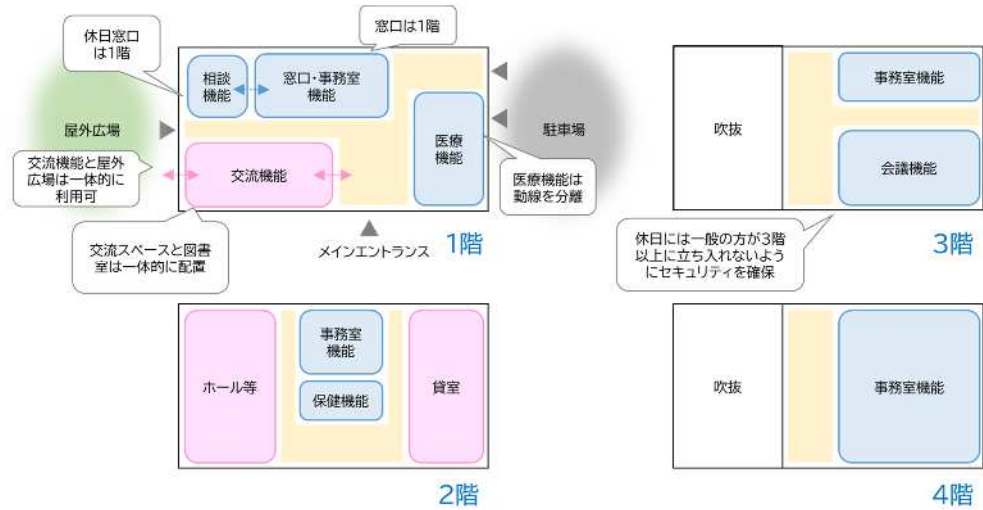 休日窓口
は1階
窓口は1階
相談
機能
窓口・事務室
機能
屋外広場
医療
機能
駐車場
交流機能と屋外
広場は一体的に
利用可
交流機能
医療機能は
動線を分離
交流スペースと図書
室は一体的に配置
メインエントランス
1階
吹抜
事務室機能
会議機能
休日には一般の方が3階
以上に立ち入れないよう
にセキュリティを確保
3階
ホール等
事務室
機能
保健機能
貸室
2階
吹抜
事務室機能
4階